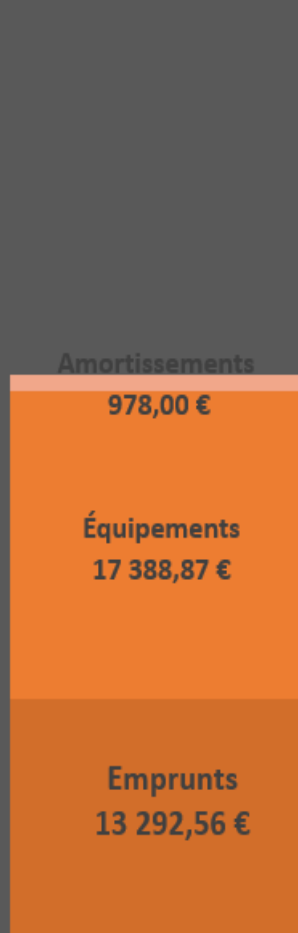 Amortissements
978,00 €
Équipements
17 388,87 €
Emprunts
13 292,56 €